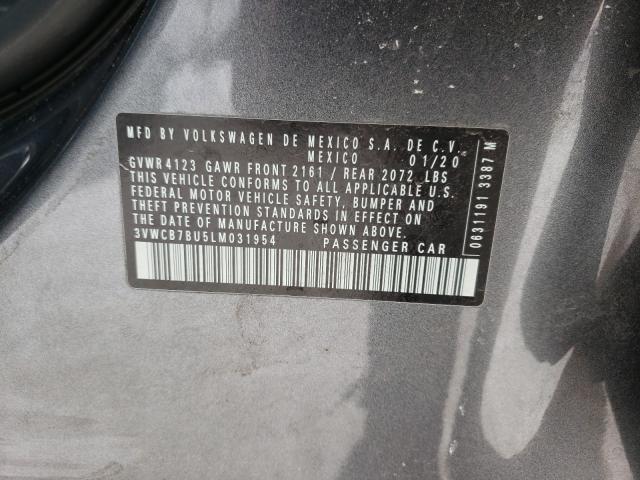 MFD BY VOLKSWAGEN DE MEXICO S.A. DE C.V.
MEXICO 01/20
GVWR 4123 GAWR FRONT 2161 / REAR 2072 LBS
THIS VEHICLE CONFORMS TO ALL APPLICABLE U.S.
FEDERAL MOTOR VEHICLE SAFETY, BUMPER AND
THEFT PREVENTION STANDARDS IN EFFECT ON
THE DATE OF MANUFACTURE SHOWN ABOVE.
3VWCB7BU5LM031954 PASSENGER CAR
0631191 3387 M